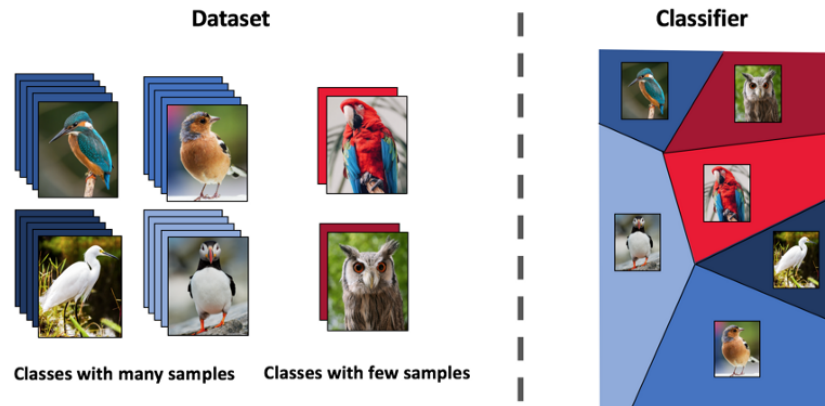 Dataset
Classifier
Classes with many samples
Classes with few samples